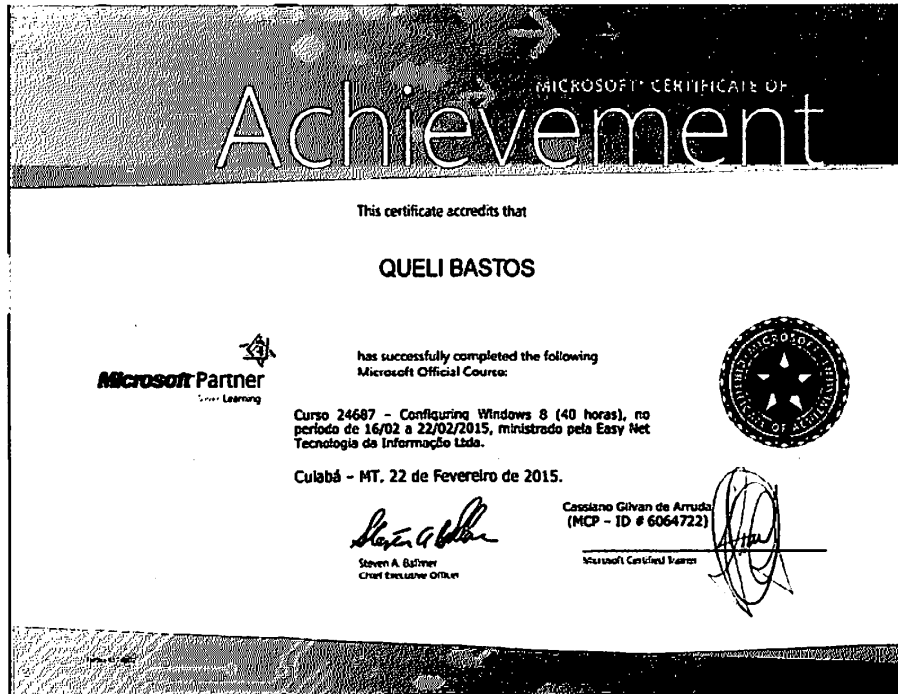 MICROSOFT® CERTIFICATE OF
Achievement
This certificate accredits that
QUELI BASTOS
Microsoft Partner
Learning
has successfully completed the following
Microsoft Official Course:
Curso 24687 – Configuring Windows 8 (40 horas), no
período de 16/02 a 22/02/2015, ministrado pela Easy Net
Tecnologia da Informação Ltda.
Cuiabá – MT, 22 de Fevereiro de 2015.
Cassiano Gilvan de Arruda
(MCP – ID # 6064722)
Steven A. Ballmer
Chief Executive Officer
Microsoft Certified Trainer